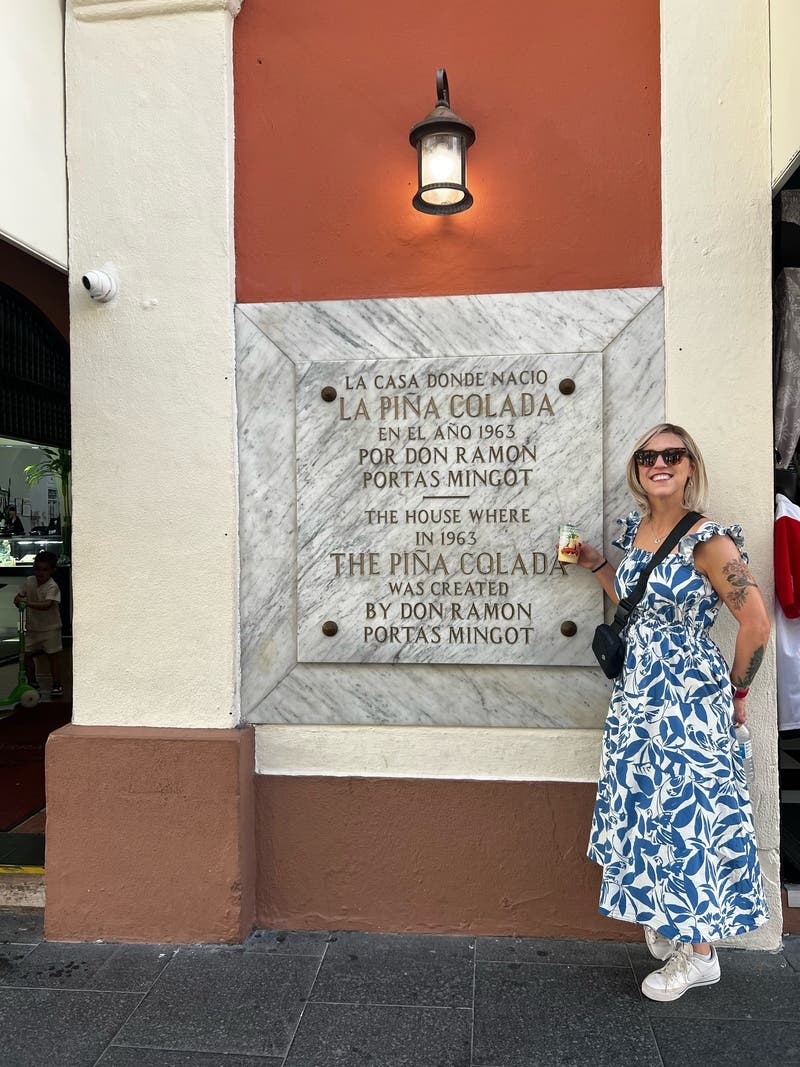 LA CASA DONDE NACIO
LA PIÑA COLADA
EN EL AÑO 1963
POR DON RAMON
PORTAS MINGOT
THE HOUSE WHERE
IN 1963
THE PIÑA COLADA
WAS CREATED
BY DON RAMON
PORTAS MINGOT